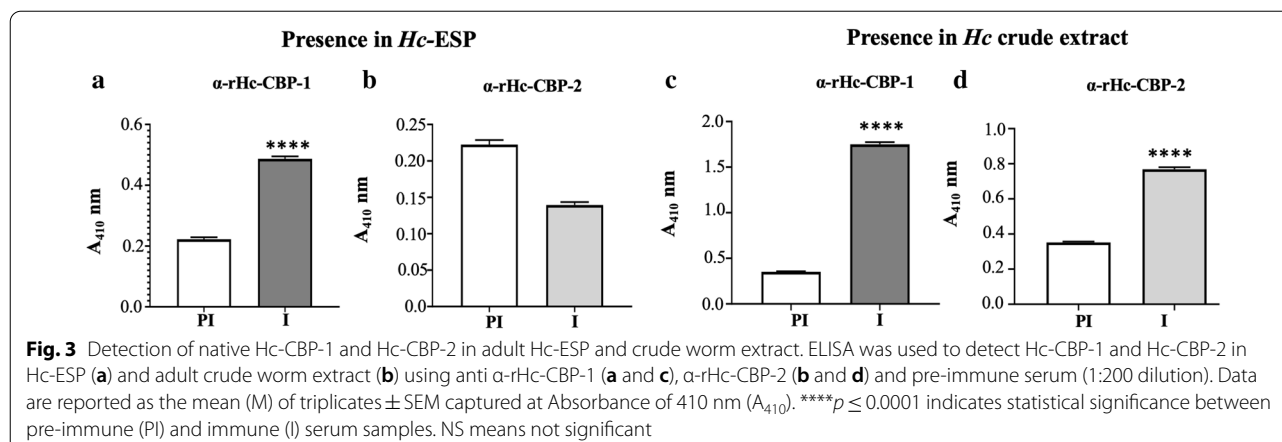 Presence in Hc-ESP
Presence in Hc crude extract
a
α-rHc-CBP-1
b
α-rHc-CBP-2
c
α-rHc-CBP-1
d
α-rHc-CBP-2
A410 nm
0.6
0.4
0.2
0.0
****
PI
I
A410 nm
0.25
0.20
0.15
0.10
0.05
0.00
PI
I
A410 nm
2.0
1.5
1.0
0.5
0.0
****
PI
I
A410 nm
1.0
0.8
0.6
0.4
0.2
0.0
****
PI
I
Fig. 3 Detection of native Hc-CBP-1 and Hc-CBP-2 in adult Hc-ESP and crude worm extract. ELISA was used to detect Hc-CBP-1 and Hc-CBP-2 in
Hc-ESP (a) and adult crude worm extract (b) using anti α-rHc-CBP-1 (a and c), α-rHc-CBP-2 (b and d) and pre-immune serum (1:200 dilution). Data
are reported as the mean (M) of triplicates ± SEM captured at Absorbance of 410 nm (A410). ****p ≤ 0.0001 indicates statistical significance between
pre-immune (PI) and immune (I) serum samples. NS means not significant